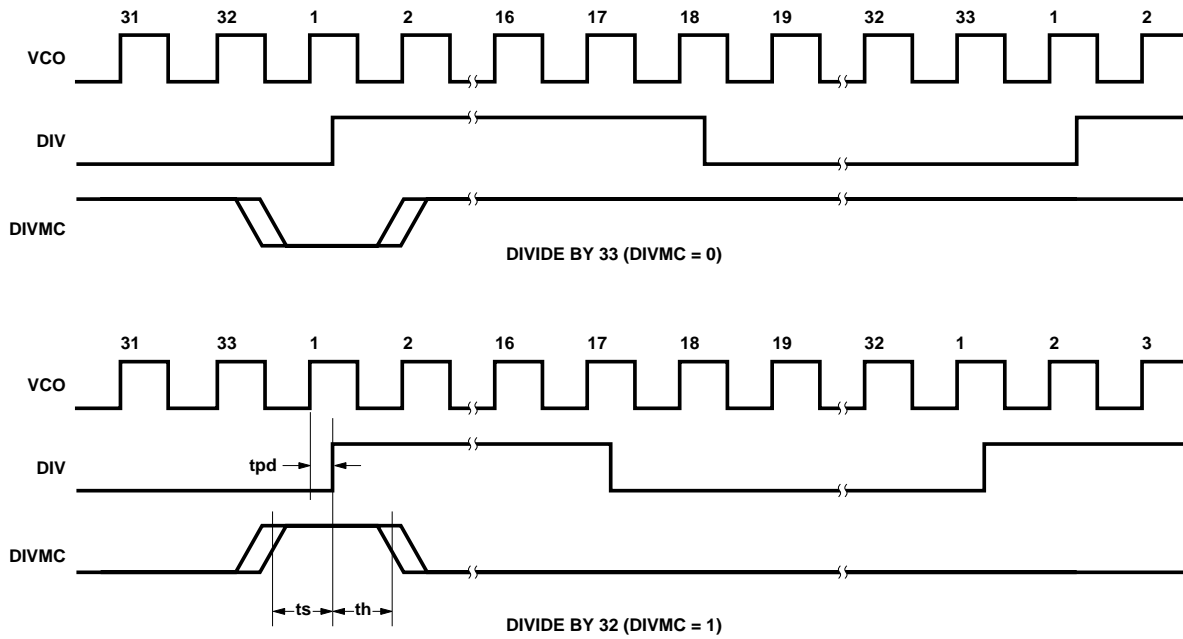 31 32 1 2 16 17 18 19 32 33 1 2
VCO
DIV
DIVMC
DIVIDE BY 33 (DIVMC = 0)
31 33 1 2 16 17 18 19 32 1 2 3
VCO
tpd
DIV
DIVMC
ts th
DIVIDE BY 32 (DIVMC = 1)